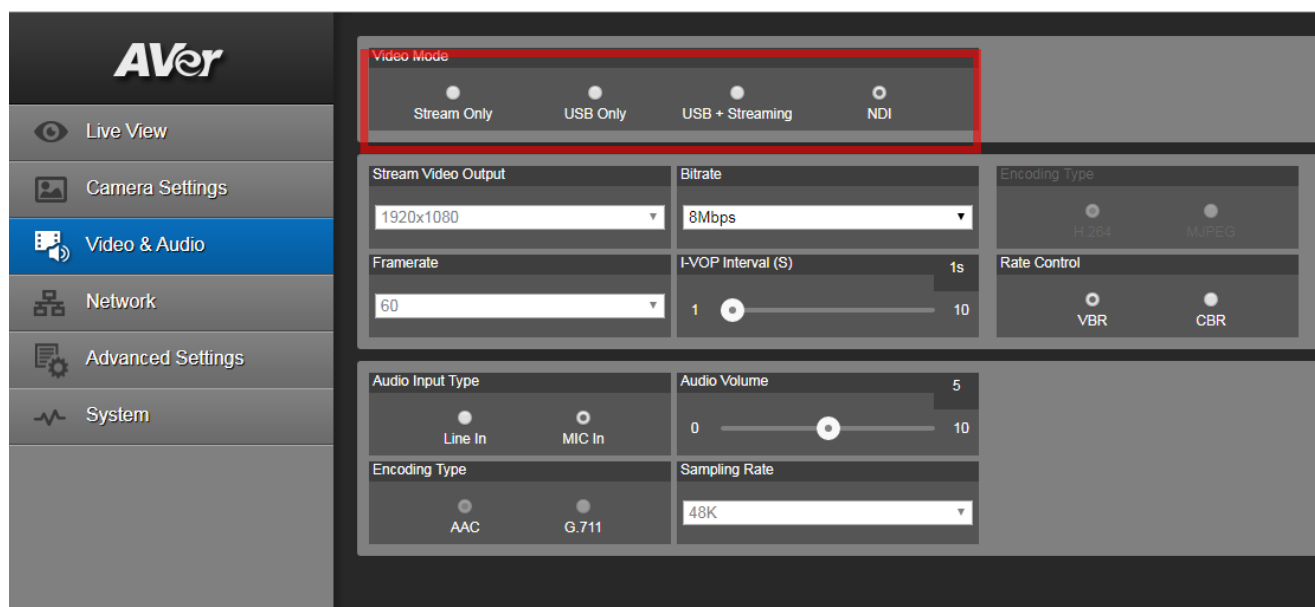 AVer
Live View
Camera Settings
Video & Audio
Network
Advanced Settings
System
Video Mode
Stream Only USB Only USB + Streaming NDI
Stream Video Output
1920x1080
Bitrate
8Mbps
Encoding Type
H.264 MJPEG
Framerate
60
I-VOP Interval (S) 1s
1 10
Rate Control
VBR CBR
Audio Input Type
Line In MIC In
Audio Volume 5
0 10
Encoding Type
AAC G.711
Sampling Rate
48K